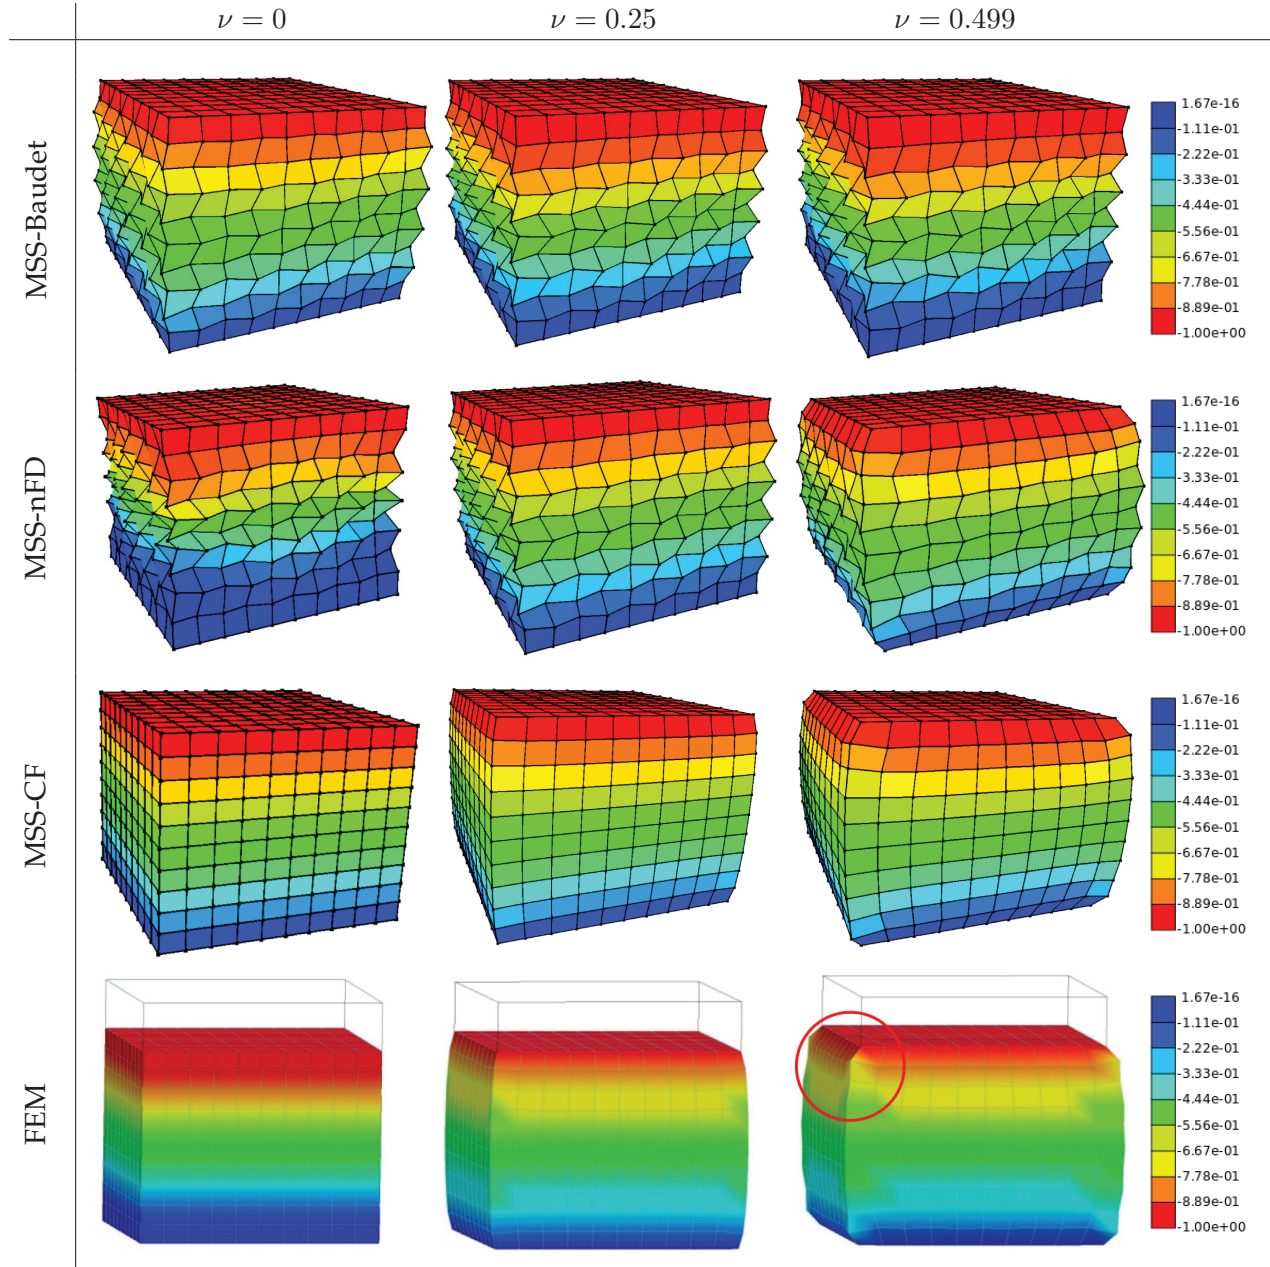 ν = 0
ν = 0.25
ν = 0.499
MSS-Baudet
1.67e-16
-1.11e-01
-2.22e-01
-3.33e-01
-4.44e-01
-5.56e-01
-6.67e-01
-7.78e-01
-8.89e-01
-1.00e+00
MSS-nFD
1.67e-16
-1.11e-01
-2.22e-01
-3.33e-01
-4.44e-01
-5.56e-01
-6.67e-01
-7.78e-01
-8.89e-01
-1.00e+00
MSS-CF
1.67e-16
-1.11e-01
-2.22e-01
-3.33e-01
-4.44e-01
-5.56e-01
-6.67e-01
-7.78e-01
-8.89e-01
-1.00e+00
FEM
1.67e-16
-1.11e-01
-2.22e-01
-3.33e-01
-4.44e-01
-5.56e-01
-6.67e-01
-7.78e-01
-8.89e-01
-1.00e+00